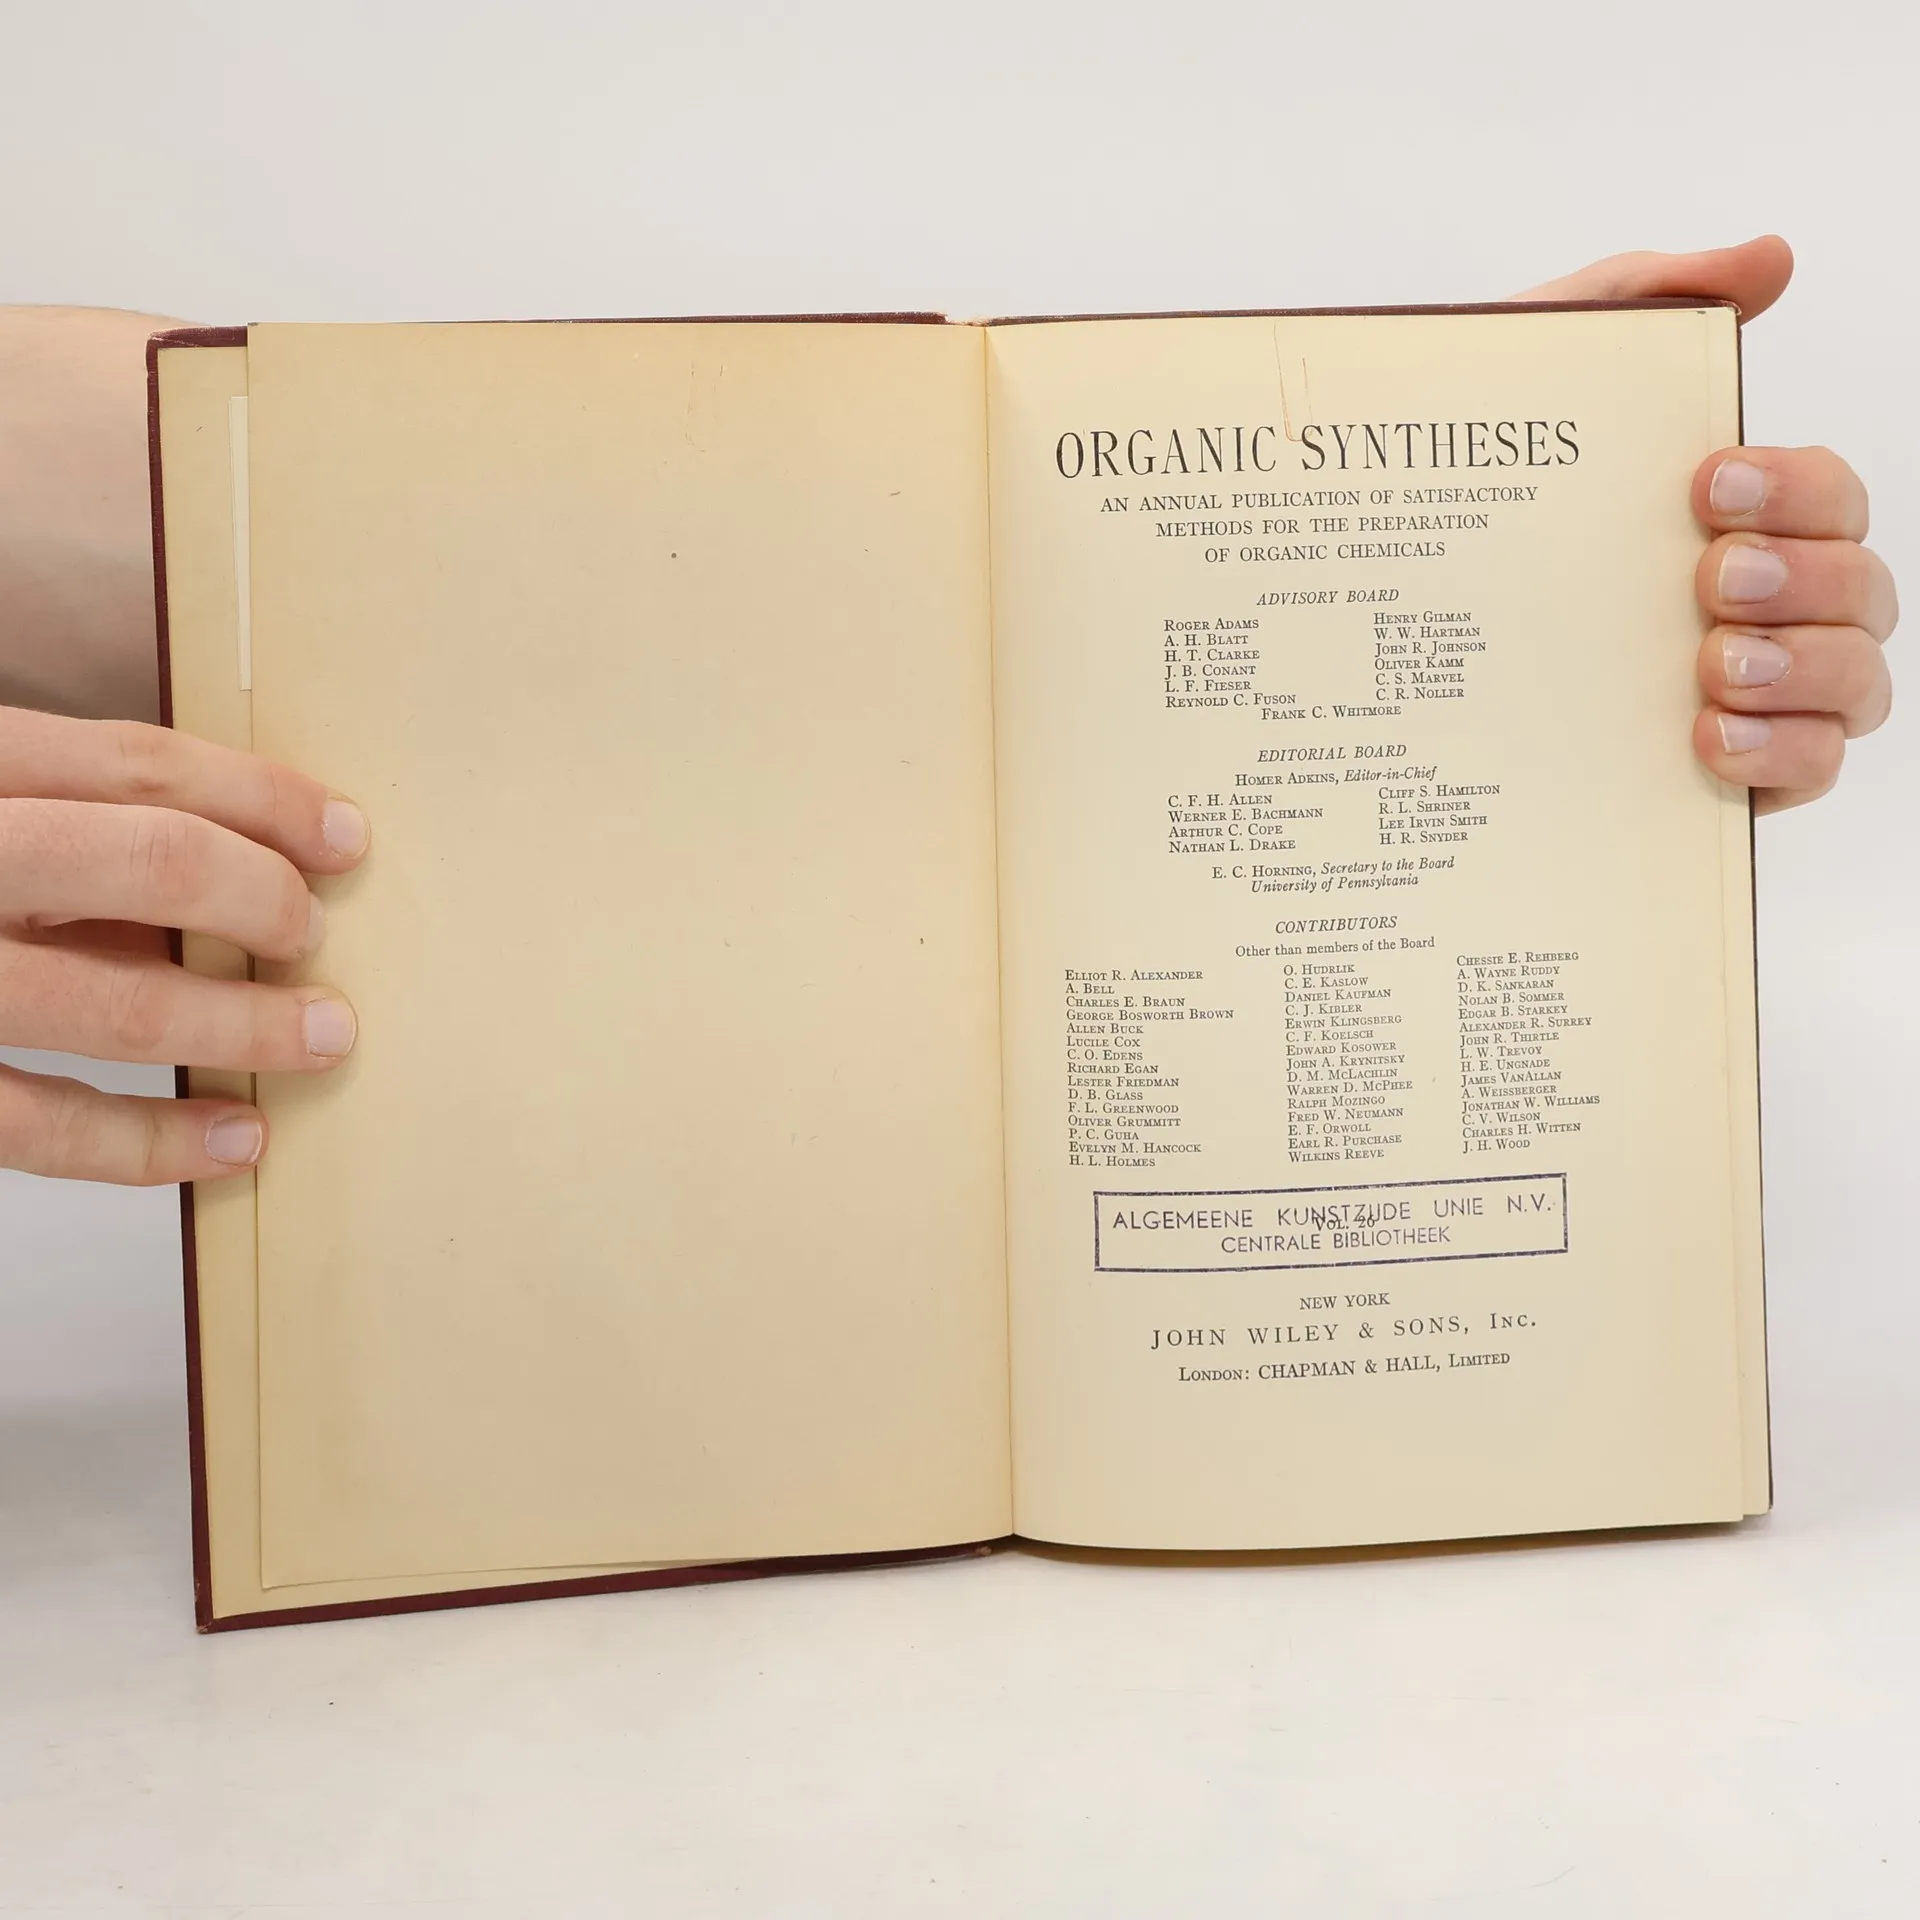 ORGANIC SYNTHESES
AN ANNUAL PUBLICATION OF SATISFACTORY
METHODS FOR THE PREPARATION
OF ORGANIC CHEMICALS
ADVISORY BOARD
ROGER ADAMS
A. H. BLATT
H. T. CLARKE
J. B. CONANT
L. F. FIESER
REYNOLD C. FUSON
HENRY GILMAN
W. W. HARTMAN
JOHN R. JOHNSON
OLIVER KAMM
C. S. MARVEL
C. R. NOLLER
FRANK C. WHITMORE
EDITORIAL BOARD
HOMER ADKINS, Editor-in-Chief
C. F. H. ALLEN
WERNER E. BACHMANN
ARTHUR C. COPE
NATHAN L. DRAKE
CLIFF S. HAMILTON
R. L. SHRINER
LEE IRVIN SMITH
H. R. SNYDER
E. C. HORNING, Secretary to the Board
University of Pennsylvania
CONTRIBUTORS
Other than members of the Board
ELLIOT R. ALEXANDER
A. BELL
CHARLES E. BRAUN
GEORGE BOSWORTH BROWN
ALLEN BUCK
LUCILE COX
C. O. EDENS
RICHARD EGAN
LESTER FRIEDMAN
D. B. GLASS
F. L. GREENWOOD
OLIVER GRUMMITT
P. C. GUHA
EVELYN M. HANCOCK
H. L. HOLMES
O. HUDRLIK
C. E. KASLOW
DANIEL KAUFMAN
C. J. KIBLER
ERWIN KLINGSBERG
C. F. KOELSCH
EDWARD KOSOWER
JOHN A. KRYNITSKY
D. M. MCLACHLIN
WARREN D. MCPHEE
RALPH MOZINGO
FRED W. NEUMANN
E. F. ORWOLL
EARL R. PURCHASE
WILKINS REEVE
CHESSIE E. REHBERG
A. WAYNE RUDDY
D. K. SANKARAN
NOLAN B. SOMMER
EDGAR B. STARKEY
ALEXANDER R. SURREY
JOHN R. THIRTLE
L. W. TREVOY
H. E. UNGNADE
JAMES VANALLAN
A. WEISSBERGER
JONATHAN W. WILLIAMS
C. V. WILSON
CHARLES H. WITTEN
J. H. WOOD
ALGEMEENE KUNSTZIJDE UNIE N.V.
VOL. 26
CENTRALE BIBLIOTHEEK
NEW YORK
JOHN WILEY & SONS, INC.
LONDON: CHAPMAN & HALL, LIMITED